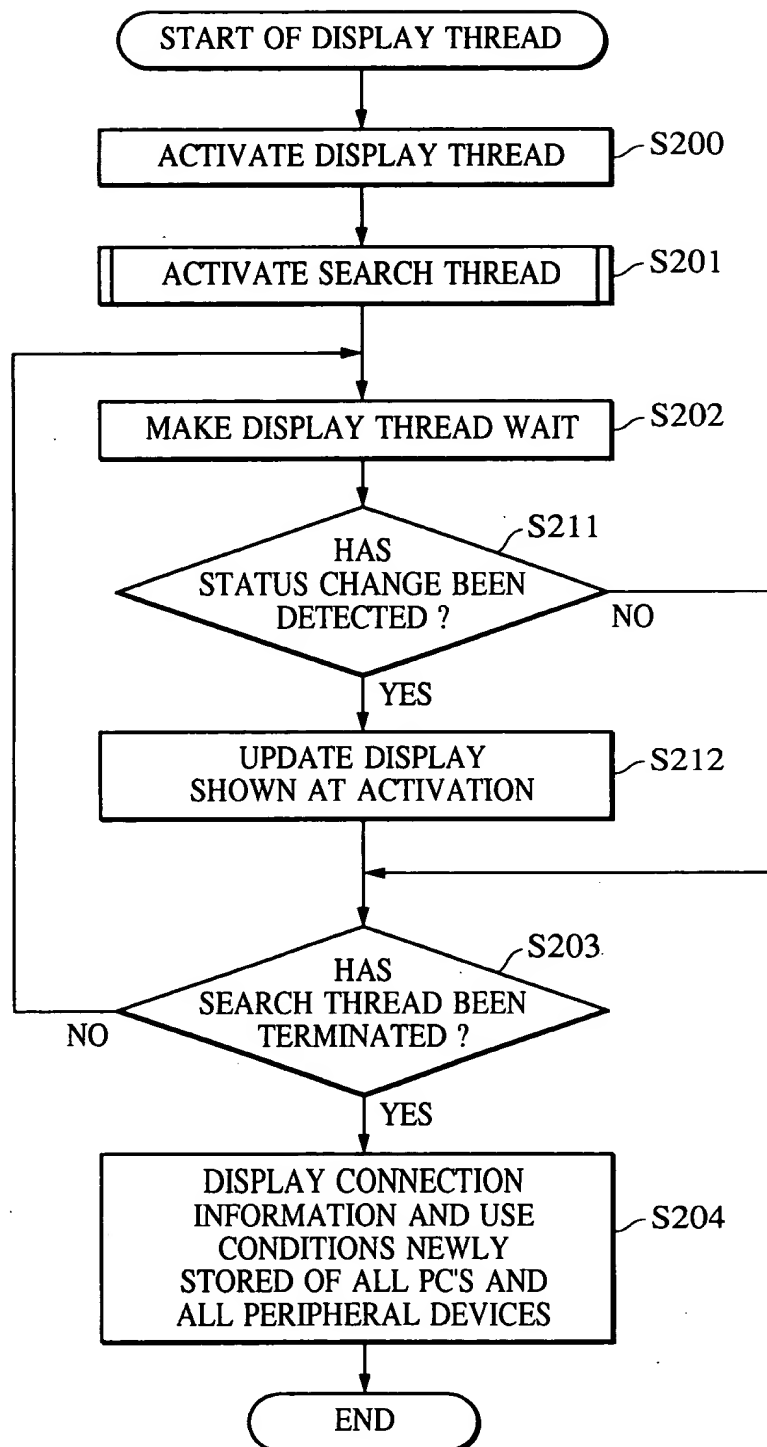 START OF DISPLAY THREAD
ACTIVATE DISPLAY THREAD
S200
ACTIVATE SEARCH THREAD
S201
MAKE DISPLAY THREAD WAIT
S202
S211
HAS
STATUS CHANGE BEEN
DETECTED ?
NO
YES
UPDATE DISPLAY
SHOWN AT ACTIVATION
S212
S203
HAS
SEARCH THREAD BEEN
TERMINATED ?
NO
YES
DISPLAY CONNECTION
INFORMATION AND USE
CONDITIONS NEWLY
STORED OF ALL PC'S AND
ALL PERIPHERAL DEVICES
S204
END